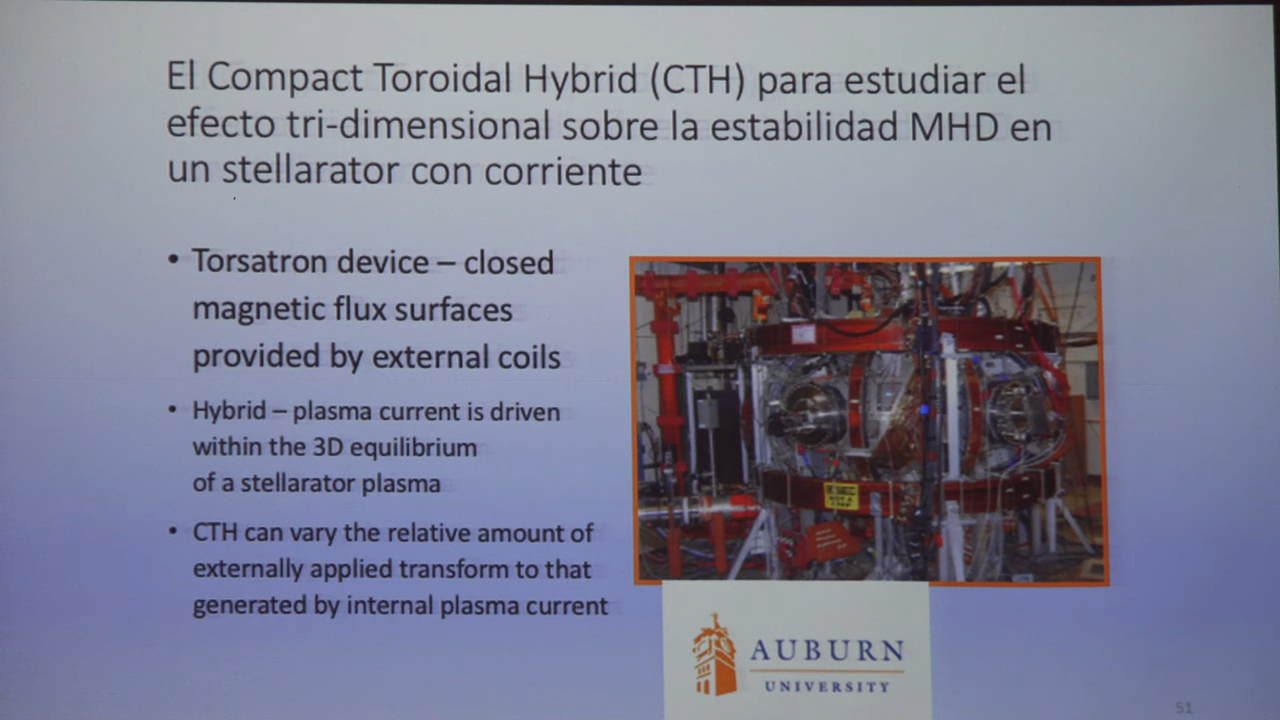 El Compact Toroidal Hybrid (CTH) para estudiar el
efecto tri-dimensional sobre la estabilidad MHD en
un stellarator con corriente
• Torsatron device – closed
magnetic flux surfaces
provided by external coils
• Hybrid – plasma current is driven
within the 3D equilibrium
of a stellarator plasma
• CTH can vary the relative amount of
externally applied transform to that
generated by internal plasma current
AUBURN
UNIVERSITY
51